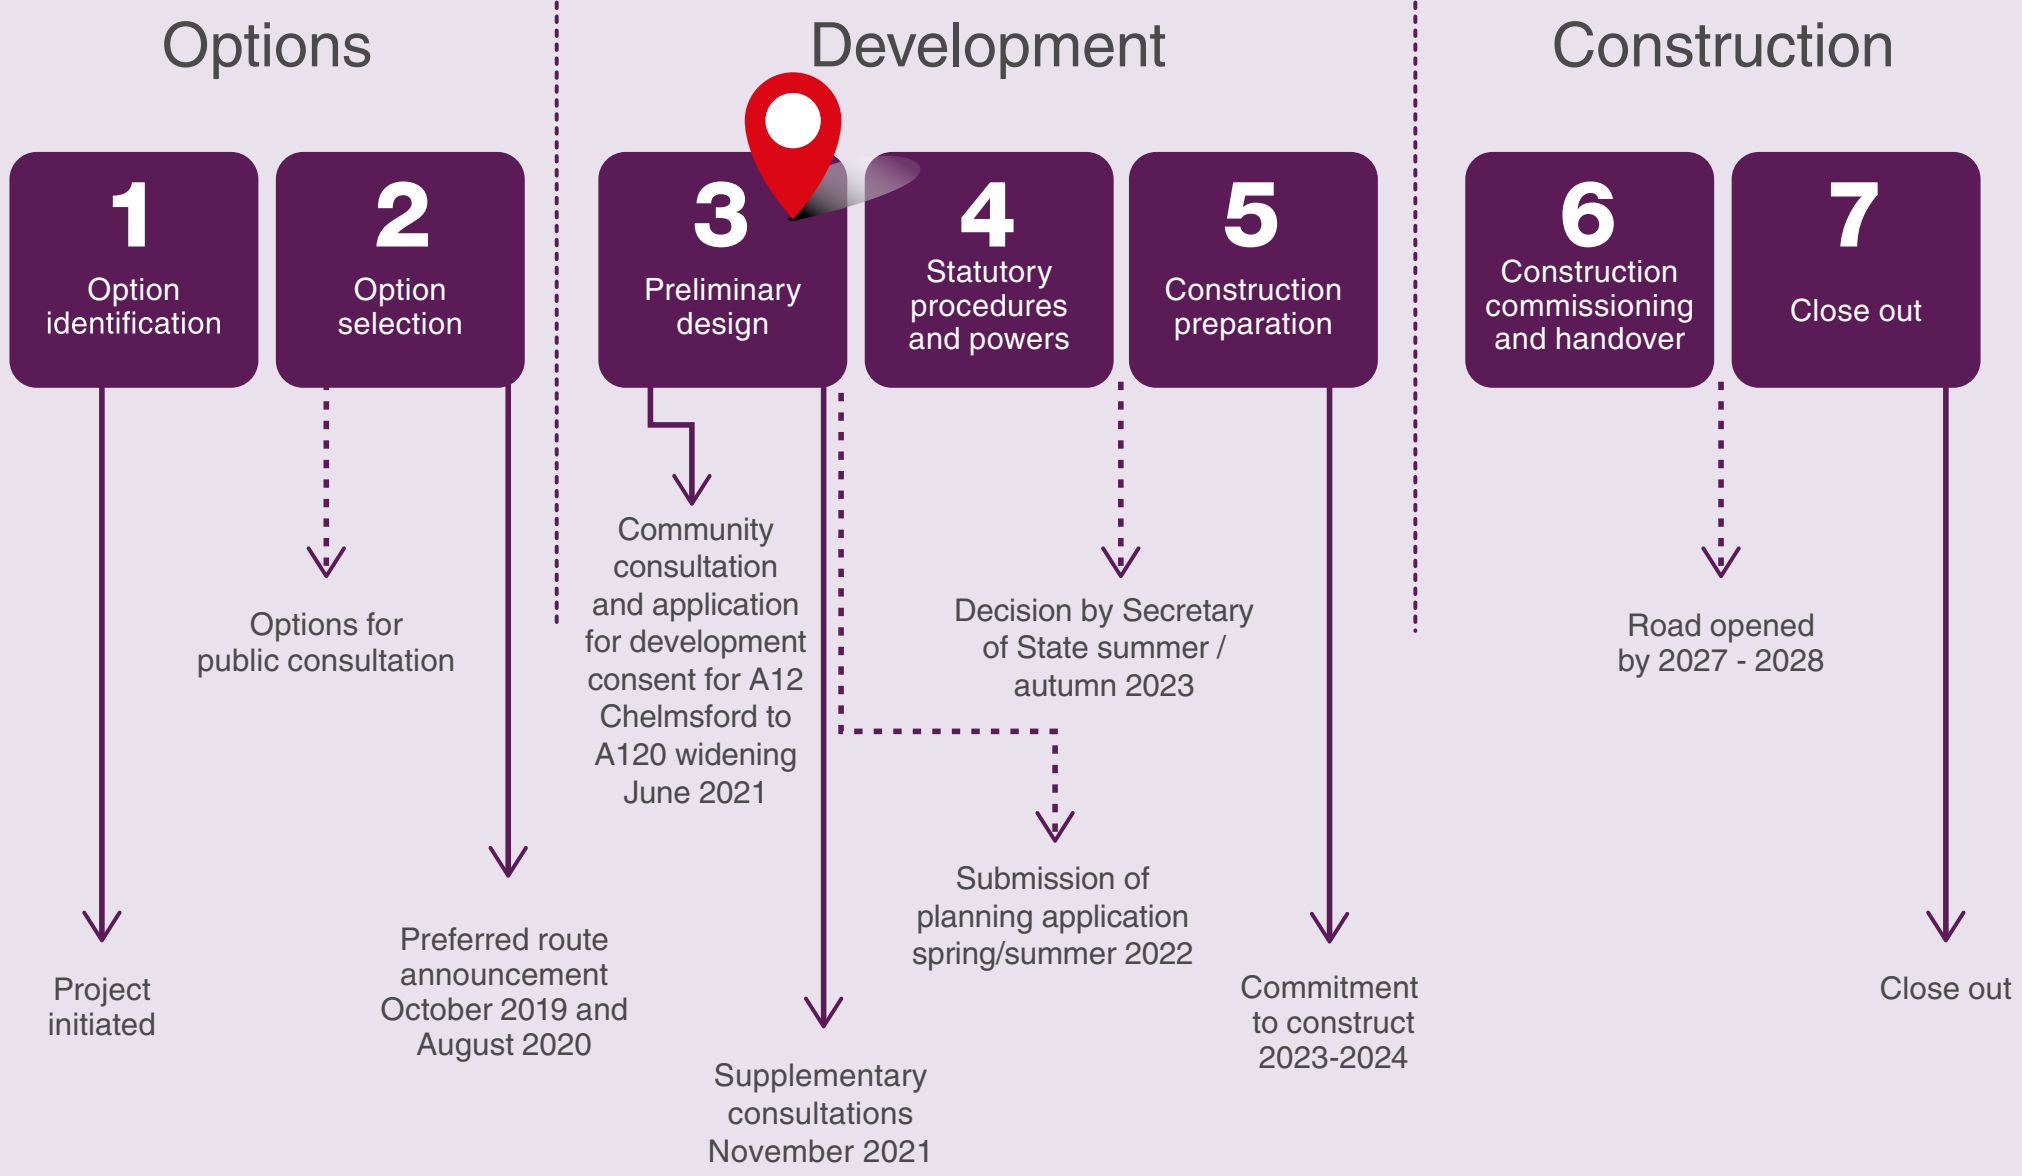 Options
Development
Construction
1
Option
identification
2
Option
selection
3
Preliminary
design
4
Statutory
procedures
and powers
5
Construction
preparation
6
Construction
commissioning
and handover
7
Close out
Project
initiated
Options for
public consultation
Preferred route
announcement
October 2019 and
August 2020
Community
consultation
and application
for development
consent for A12
Chelmsford to
A120 widening
June 2021
Supplementary
consultations
November 2021
Submission of
planning application
spring/summer 2022
Decision by Secretary
of State summer /
autumn 2023
Commitment
to construct
2023-2024
Road opened
by 2027 - 2028
Close out